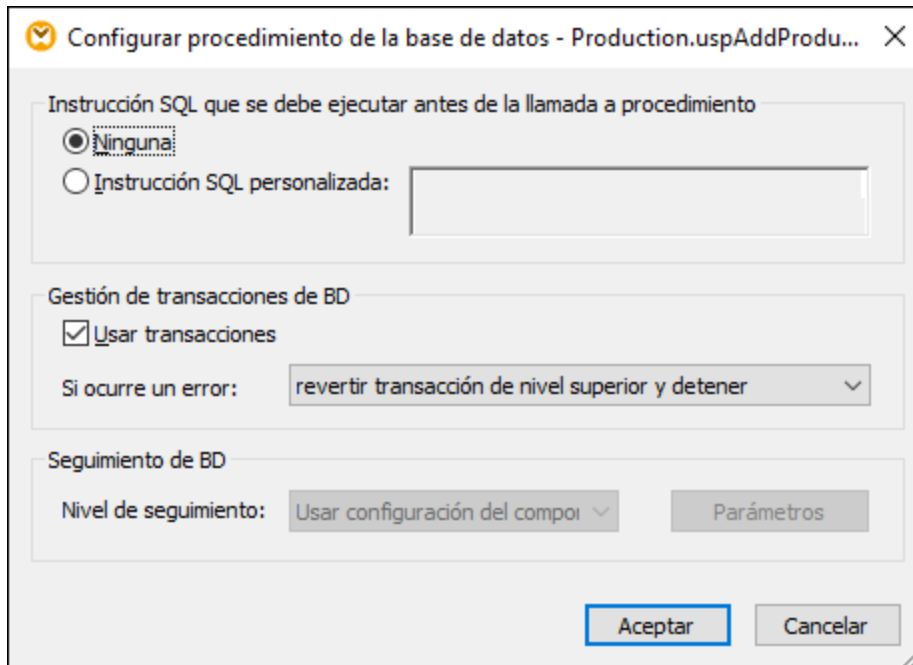 Configurar procedimiento de la base de datos - Production.uspAddProdu...
Instrucción SQL que se debe ejecutar antes de la llamada a procedimiento
Ninguna
Instrucción SQL personalizada:
Gestión de transacciones de BD
Usar transacciones
Si ocurre un error: revertir transacción de nivel superior y detener
Seguimiento de BD
Nivel de seguimiento: Usar configuración del compo Parámetros
Aceptar Cancelar